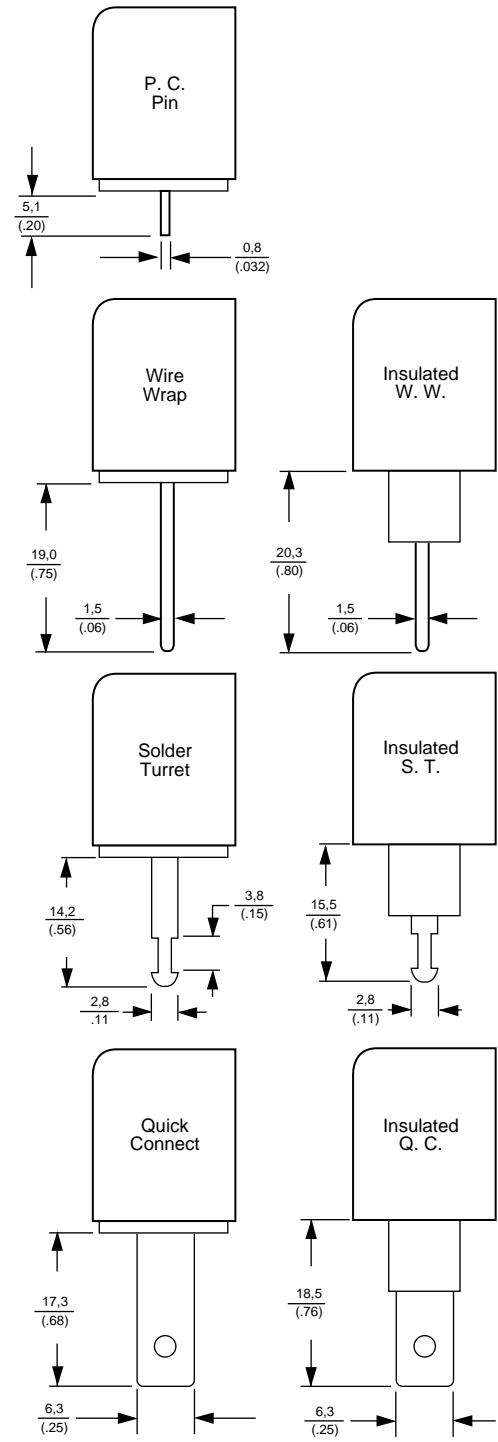 P. C.
Pin
5,1
(.20)
0,8
(.032)
Wire
Wrap
19,0
(.75)
1,5
(.06)
Insulated
W. W.
20,3
(.80)
1,5
(.06)
Solder
Turret
14,2
(.56)
3,8
(.15)
2,8
.11
Insulated
S. T.
15,5
(.61)
2,8
(.11)
Quick
Connect
17,3
(.68)
6,3
(.25)
Insulated
Q. C.
18,5
(.76)
6,3
(.25)